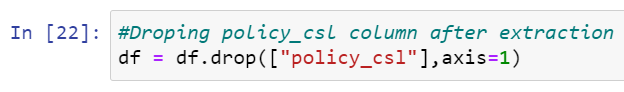 In [22]: #Droping policy_csl column after extraction
df = df.drop(["policy_csl"],axis=1)